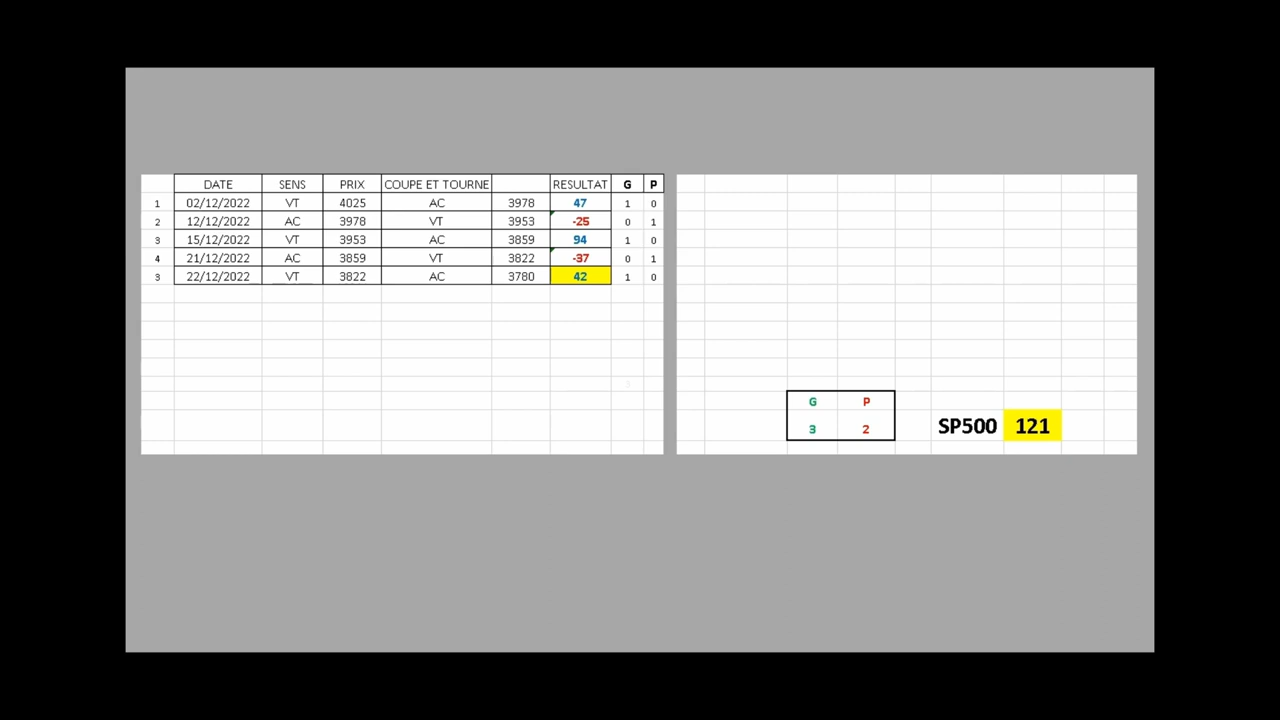 DATE SENS PRIX COUPE ET TOURNE RESULTAT G P
1 02/12/2022 VT 4025 AC 3978 47 1 0
2 12/12/2022 AC 3978 VT 3953 -25 0 1
3 15/12/2022 VT 3953 AC 3859 94 1 0
4 21/12/2022 AC 3859 VT 3822 -37 0 1
3 22/12/2022 VT 3822 AC 3780 42 1 0
G P
3 2
SP500 121